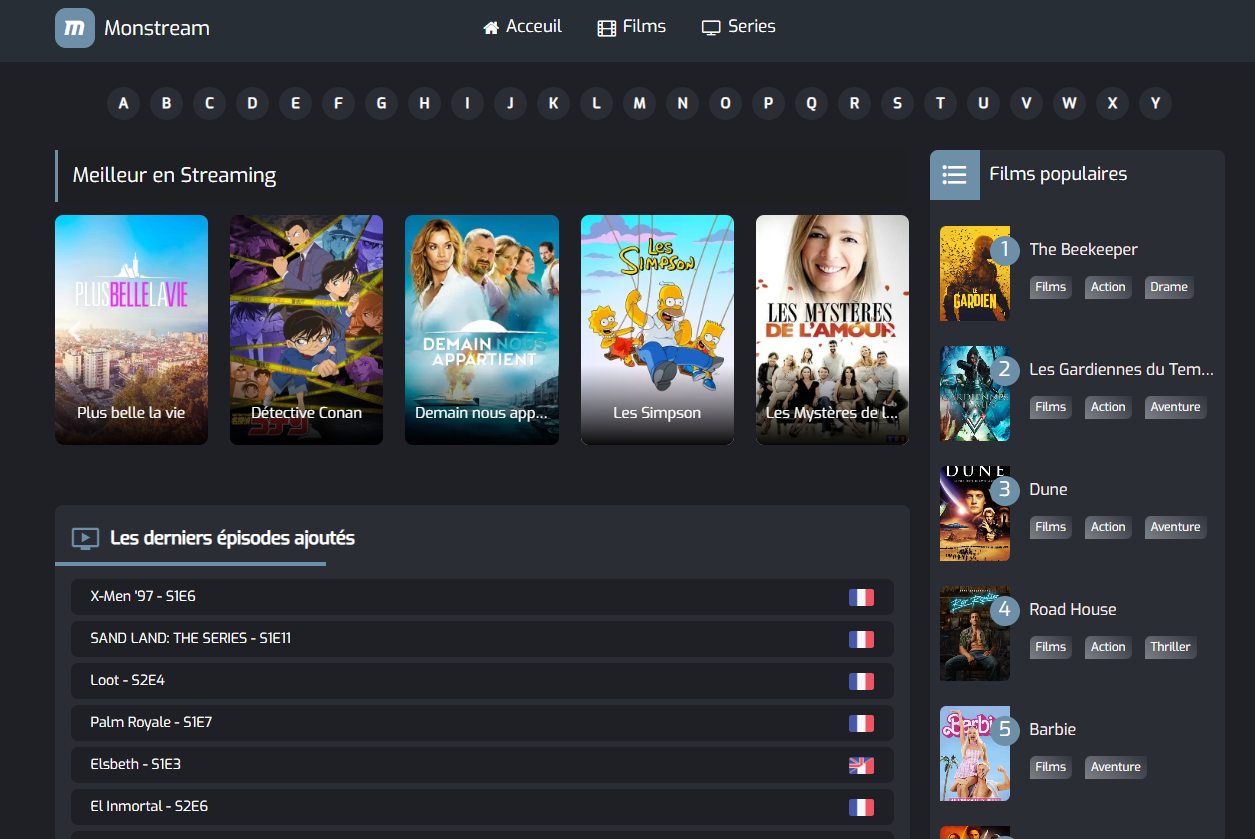 m Monstream
Acceuil Films Series
A B C D E F G H I J K L M N O P Q R S T U V W X Y
Meilleur en Streaming
PLUS BELLE LA VIE
Plus belle la vie
Détective Conan
DEMAIN NOUS
APPARTIENT
Demain nous app...
Les
SIMPSON
Les Simpson
LES MYSTÈRES
DE L'AMOUR
Les Mystères de l...
Les derniers épisodes ajoutés
X-Men '97 - S1E6
SAND LAND: THE SERIES - S1E11
Loot - S2E4
Palm Royale - S1E7
Elsbeth - S1E3
El Inmortal - S2E6
Films populaires
LE
GARDIEN
1
The Beekeeper
Films Action Drame
2
Les Gardiennes du Tem...
Films Action Aventure
DUNE
3
Dune
Films Action Aventure
Road House
4
Road House
Films Action Thriller
Barbie
5
Barbie
Films Aventure